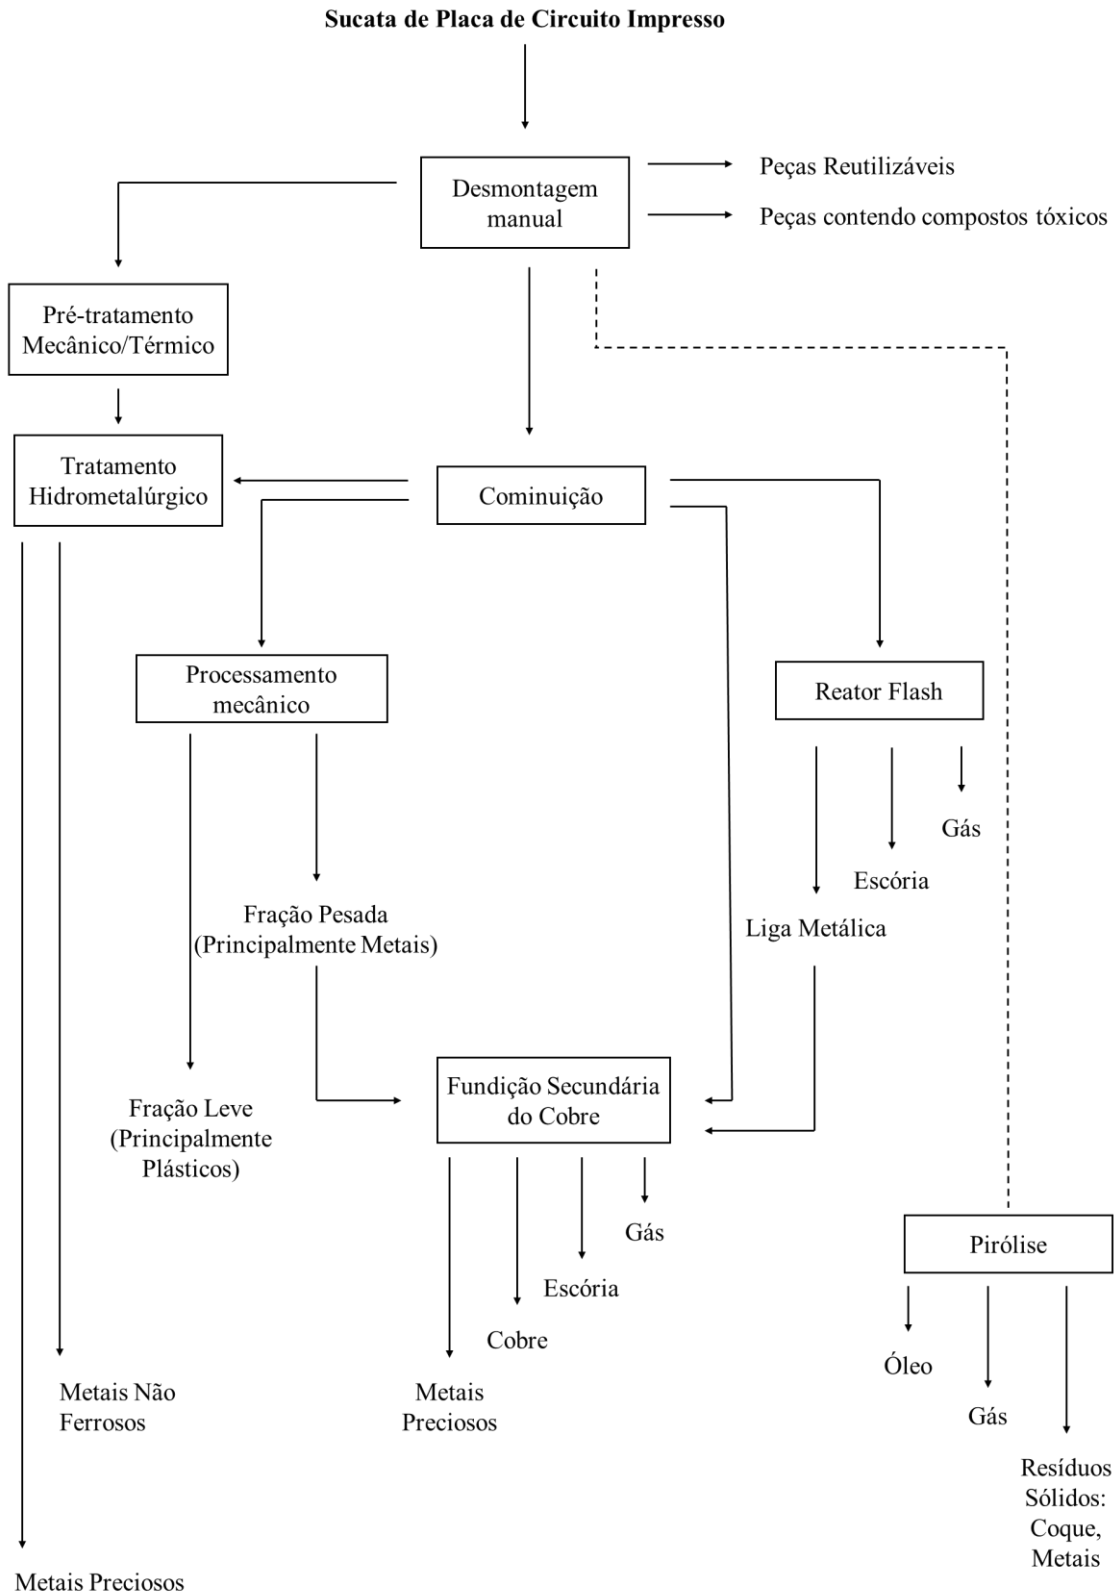 Sucata de Placa de Circuito Impresso
Peças Reutilizáveis
Desmontagem
manual
Peças contendo compostos tóxicos
Pré-tratamento
Mecânico/Térmico
Tratamento
Hidrometalúrgico
Cominuição
Processamento
mecânico
Reator Flash
Gás
Escória
Liga Metálica
Fração Pesada
(Principalmente Metais)
Fração Leve
(Principalmente
Plásticos)
Fundição Secundária
do Cobre
Gás
Escória
Cobre
Metais
Preciosos
Pirólise
Óleo
Gás
Resíduos
Sólidos:
Coque,
Metais
Metais Não
Ferrosos
Metais Preciosos